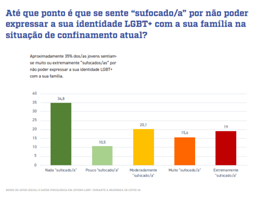 Até que ponto é que se sente “sufocado/a” por não poder
expressar a sua identidade LGBT+ com a sua família na
situação de confinamento atual?
Aproximadamente 35% dos/as jovens sentiam-
se muito ou extremamente "sufocados/as" por
não poder expressar a sua identidade LGBT+
com a sua família.
40
35
30
25
20
15
10
5
0
34,8
10,5
20,1
15,6
19
Nada "sufocado/a"
Pouco "sufocado/a"
Moderadamente
"sufocado/a"
Muito "sufocado/a"
Extremamente
"sufocado/a"